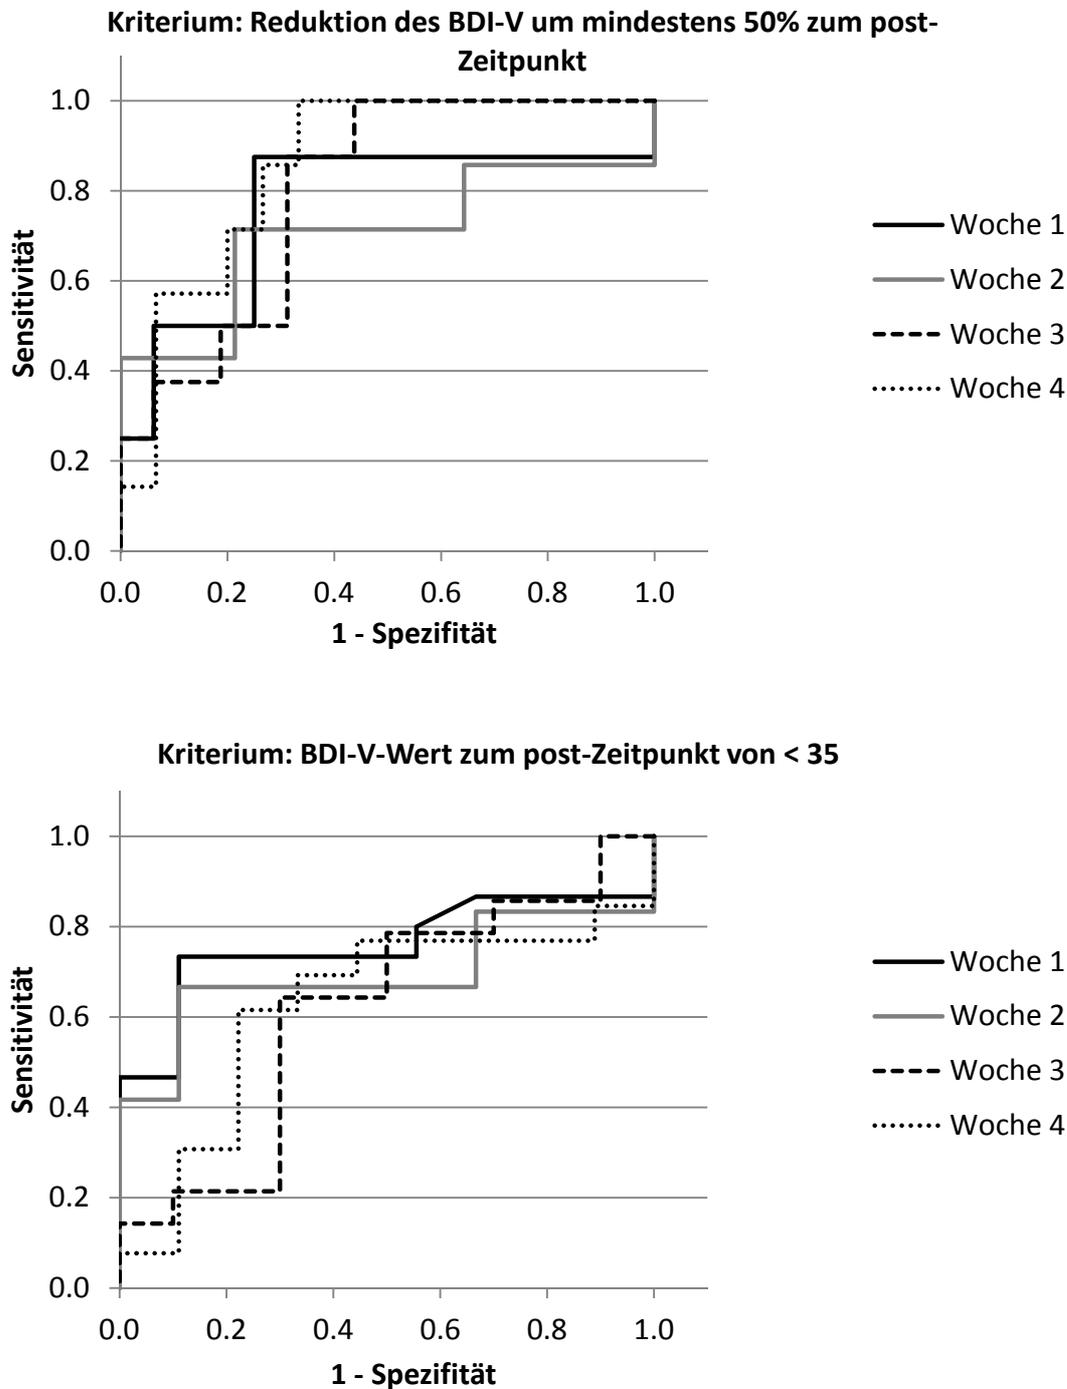 Kriterium: Reduktion des BDI-V um mindestens 50% zum post-
Zeitpunkt
1.0
0.8
0.6
0.4
0.2
0.0
Sensitivität
0.0 0.2 0.4 0.6 0.8 1.0
1 - Spezifität
Woche 1
Woche 2
Woche 3
Woche 4
Kriterium: BDI-V-Wert zum post-Zeitpunkt von < 35
1.0
0.8
0.6
0.4
0.2
0.0
Sensitivität
0.0 0.2 0.4 0.6 0.8 1.0
1 - Spezifität
Woche 1
Woche 2
Woche 3
Woche 4